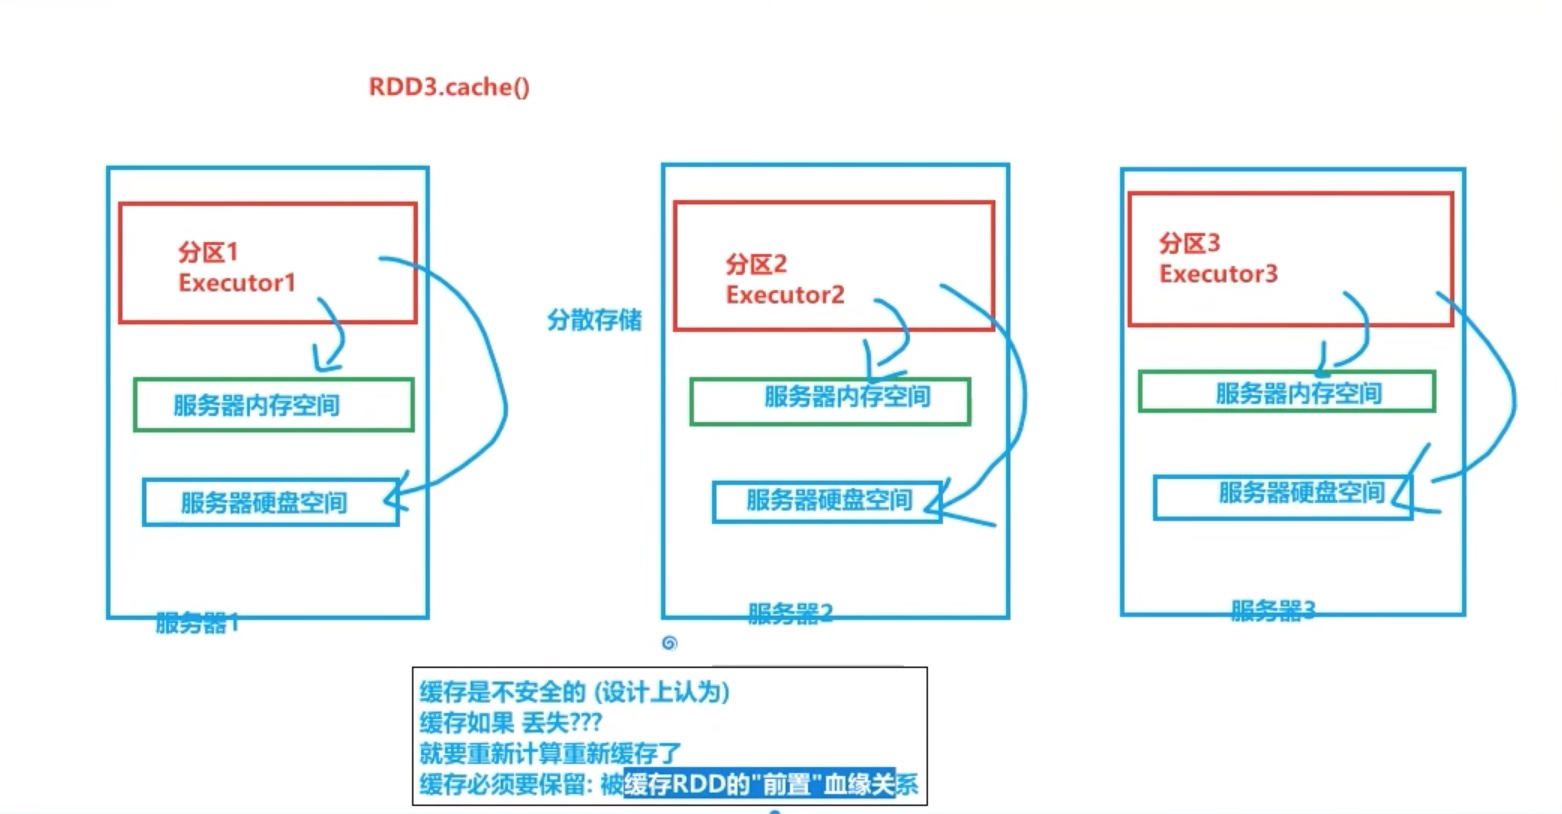 RDD3.cache()
分区1
Executor1
服务器内存空间
服务器硬盘空间
服务器1
分散存储
分区2
Executor2
服务器内存空间
服务器硬盘空间
服务器2
分区3
Executor3
服务器内存空间
服务器硬盘空间
服务器3
缓存是不安全的 (设计上认为)
缓存如果 丢失???
就要重新计算重新缓存了
缓存必须要保留: 被缓存RDD的"前置"血缘关系